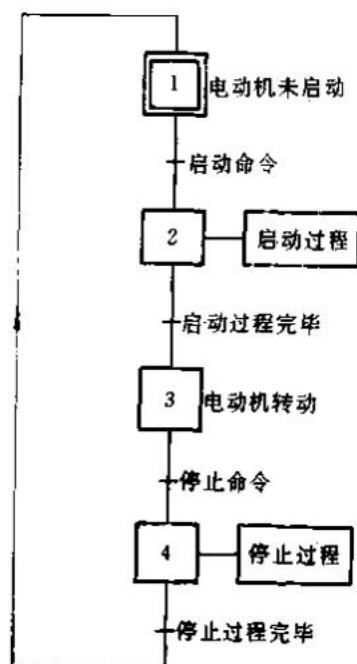 1 电动机未启动
启动命令
2 启动过程
启动过程完毕
3 电动机转动
停止命令
4 停止过程
停止过程完毕